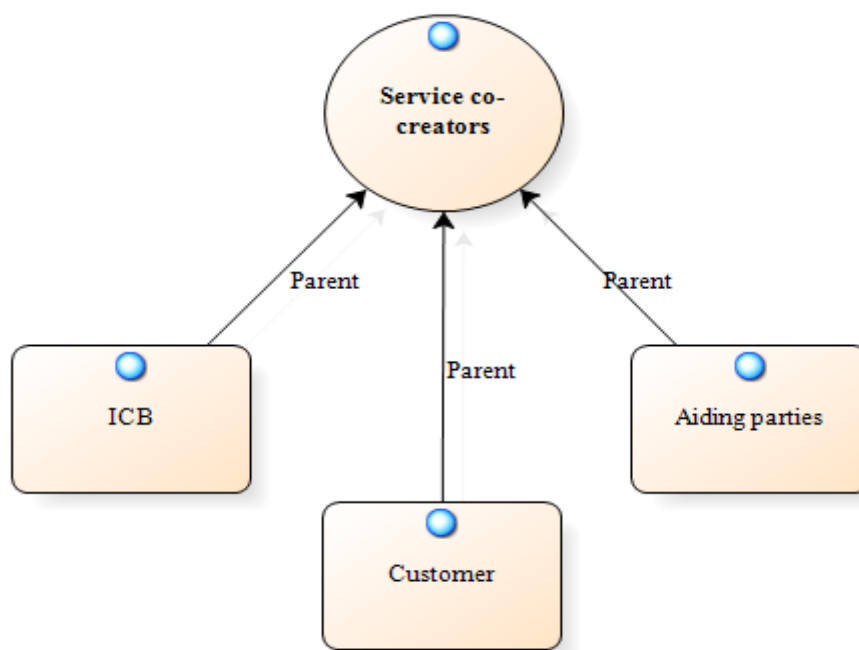 Service co-
creators
Parent
Parent
Parent
ICB
Aiding parties
Customer